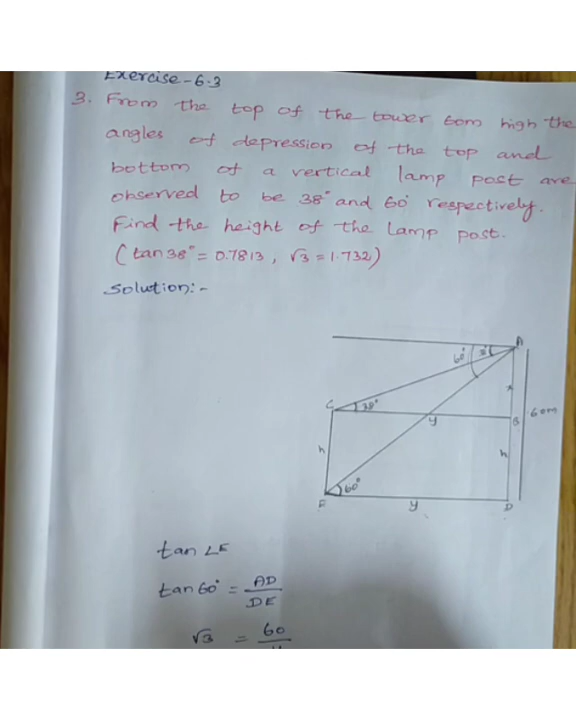 Exercise-6.3
3. From the top of the tower 60m high the
angles of depression of the top and
bottom of a vertical lamp post are
observed to be 38° and 60° respectively.
Find the height of the Lamp post.
(tan 38° = 0.7813, √3 = 1.732)
Solution:-
A
60°
x
C
38°
B
60m
y
h
h
E
60°
y
D
tan ∠E
tan 60° = AD
DE
√3 = 60